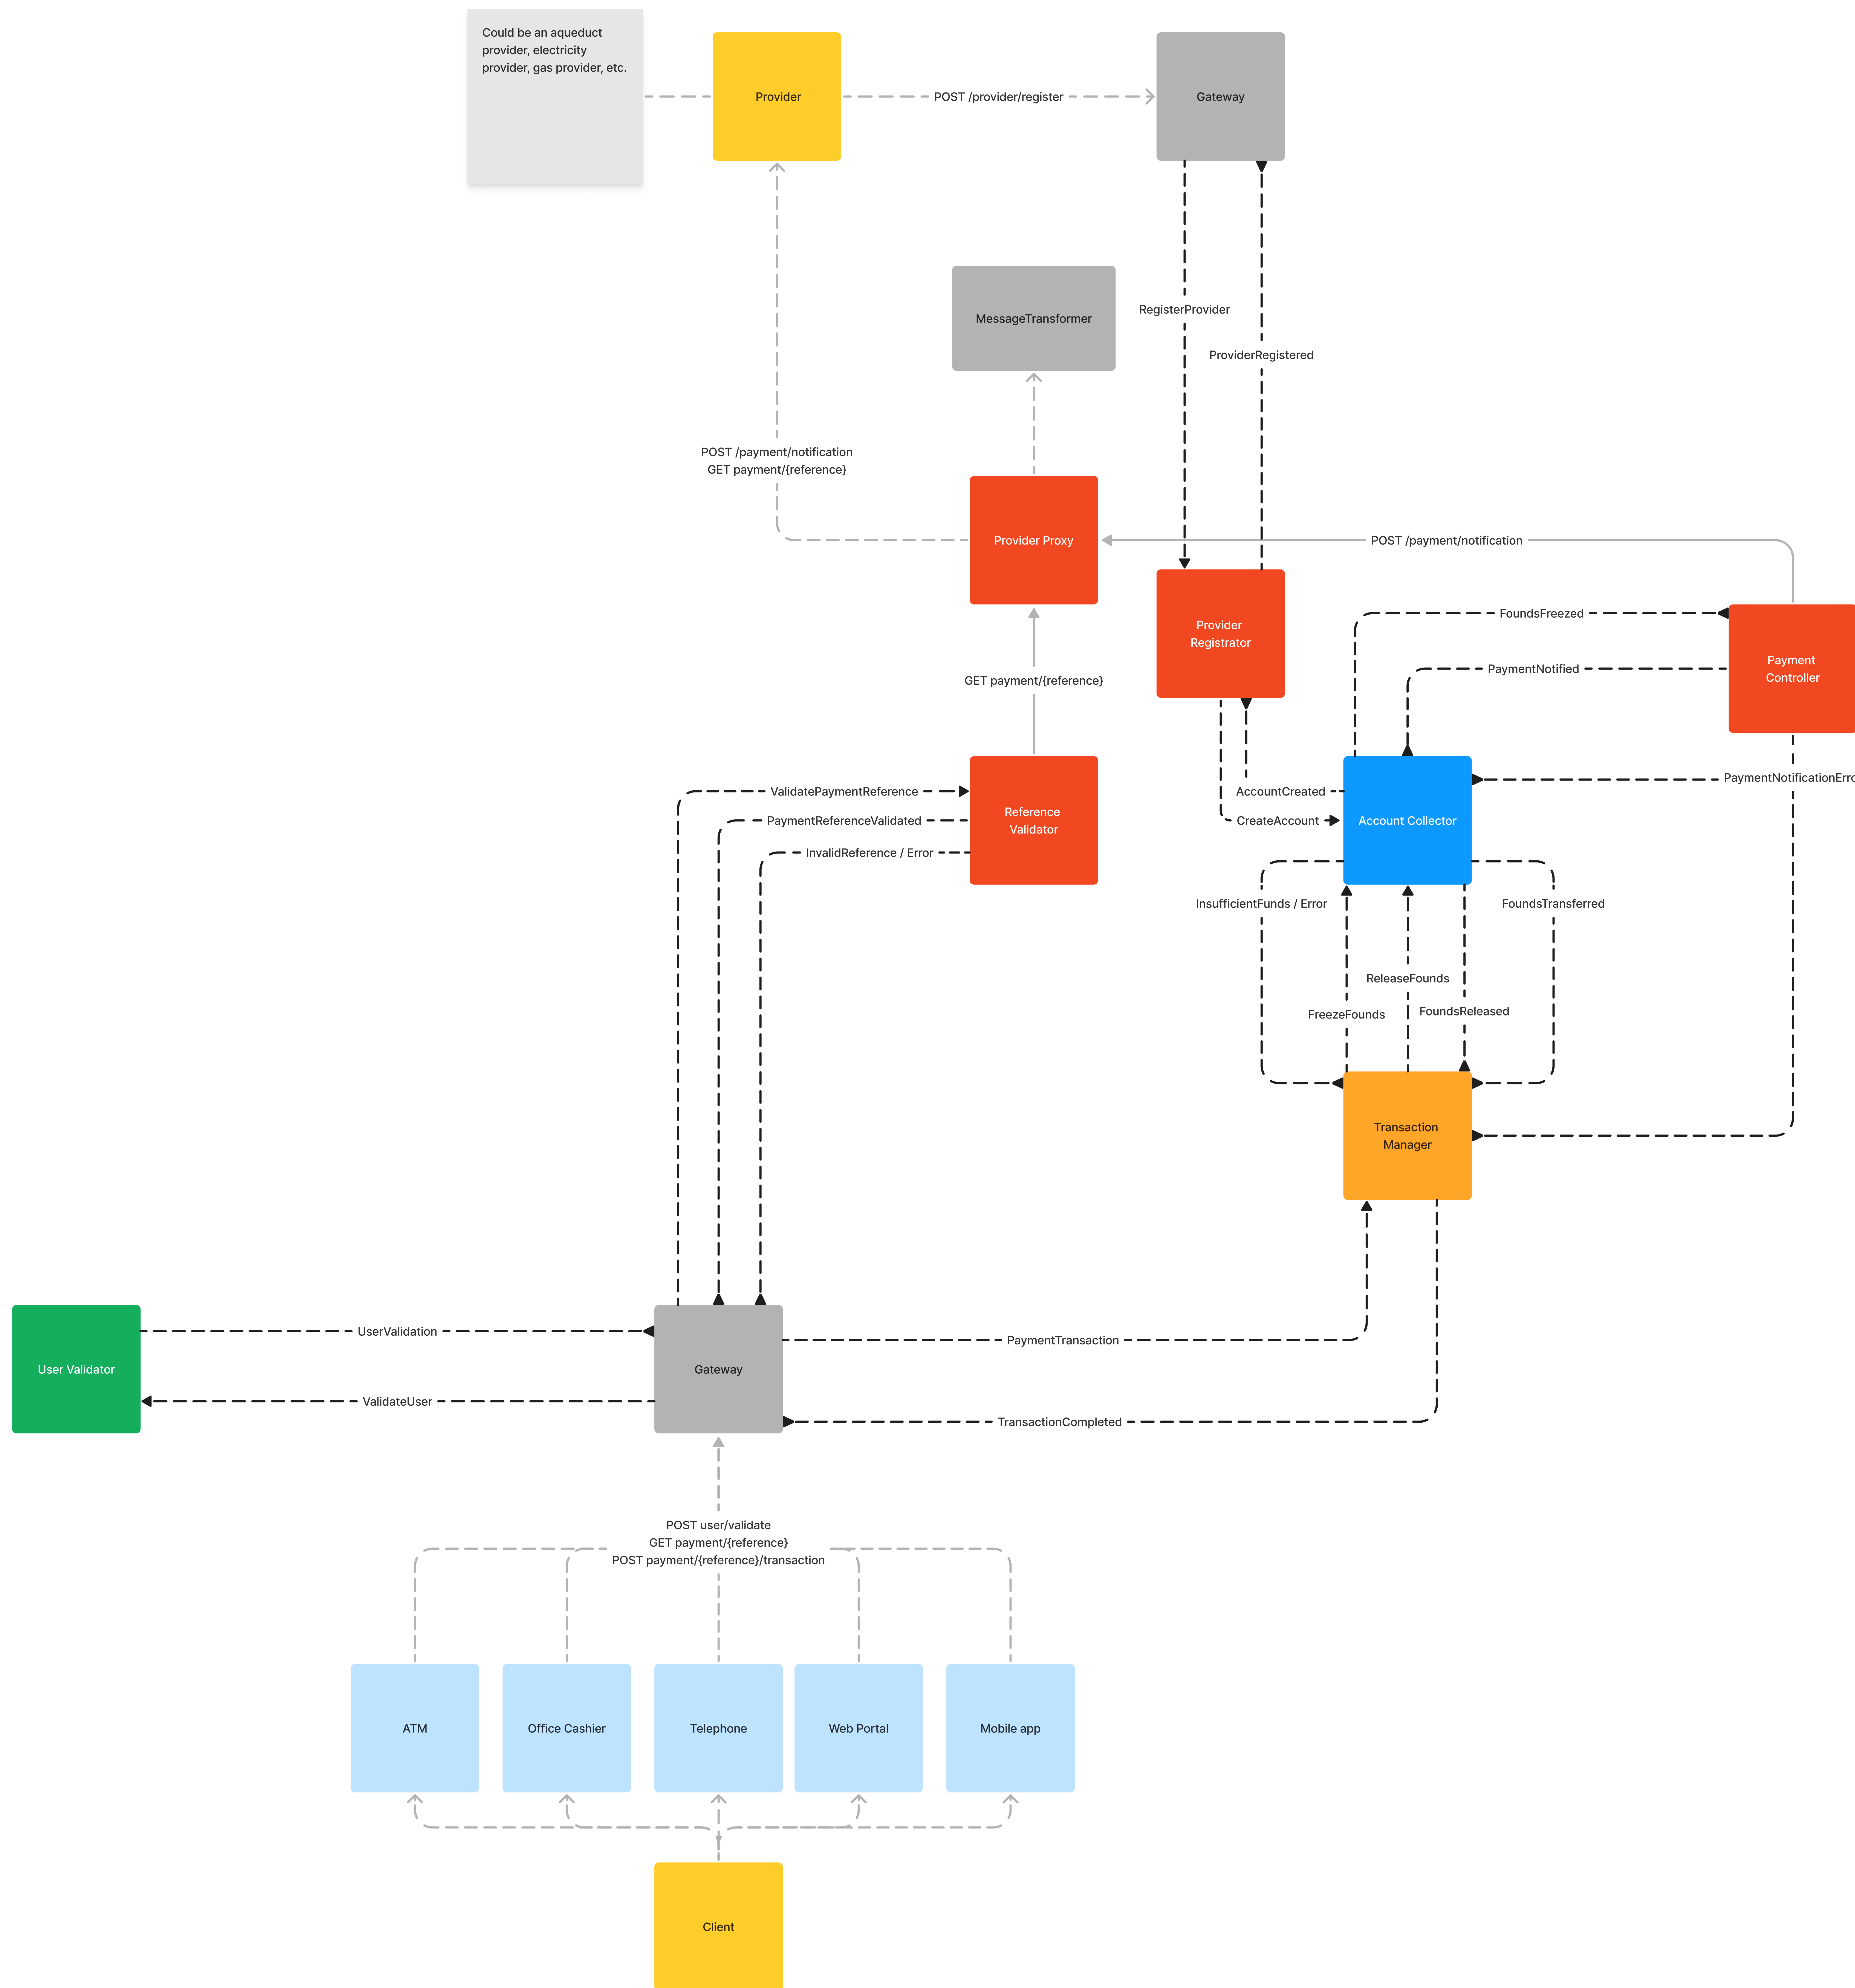 Could be an aqueduct
provider, electricity
provider, gas provider, etc.
Provider
POST /provider/register
Gateway
MessageTransformer
RegisterProvider
ProviderRegistered
POST /payment/notification
GET payment/{reference}
Provider Proxy
POST /payment/notification
Provider
Registrator
FoundsFreezed
PaymentNotified
Payment
Controller
GET payment/{reference}
PaymentNotificationErro
ValidatePaymentReference
PaymentReferenceValidated
InvalidReference / Error
Reference
Validator
AccountCreated
CreateAccount
Account Collector
InsufficientFunds / Error
FoundsTransferred
ReleaseFounds
FreezeFounds
FoundsReleased
Transaction
Manager
UserValidation
User Validator
ValidateUser
Gateway
PaymentTransaction
TransactionCompleted
POST user/validate
GET payment/{reference}
POST payment/{reference}/transaction
ATM
Office Cashier
Telephone
Web Portal
Mobile app
Client